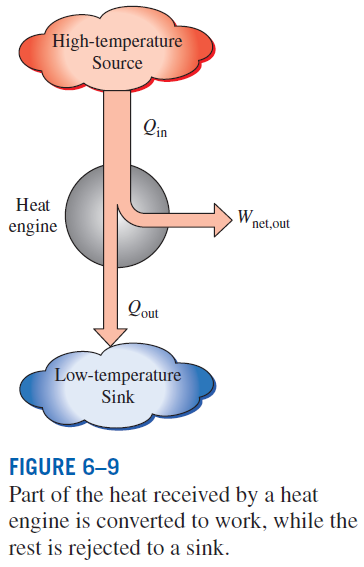 High-temperature
Source
Qin
Heat
engine
Wnet,out
Qout
Low-temperature
Sink
FIGURE 6–9
Part of the heat received by a heat
engine is converted to work, while the
rest is rejected to a sink.